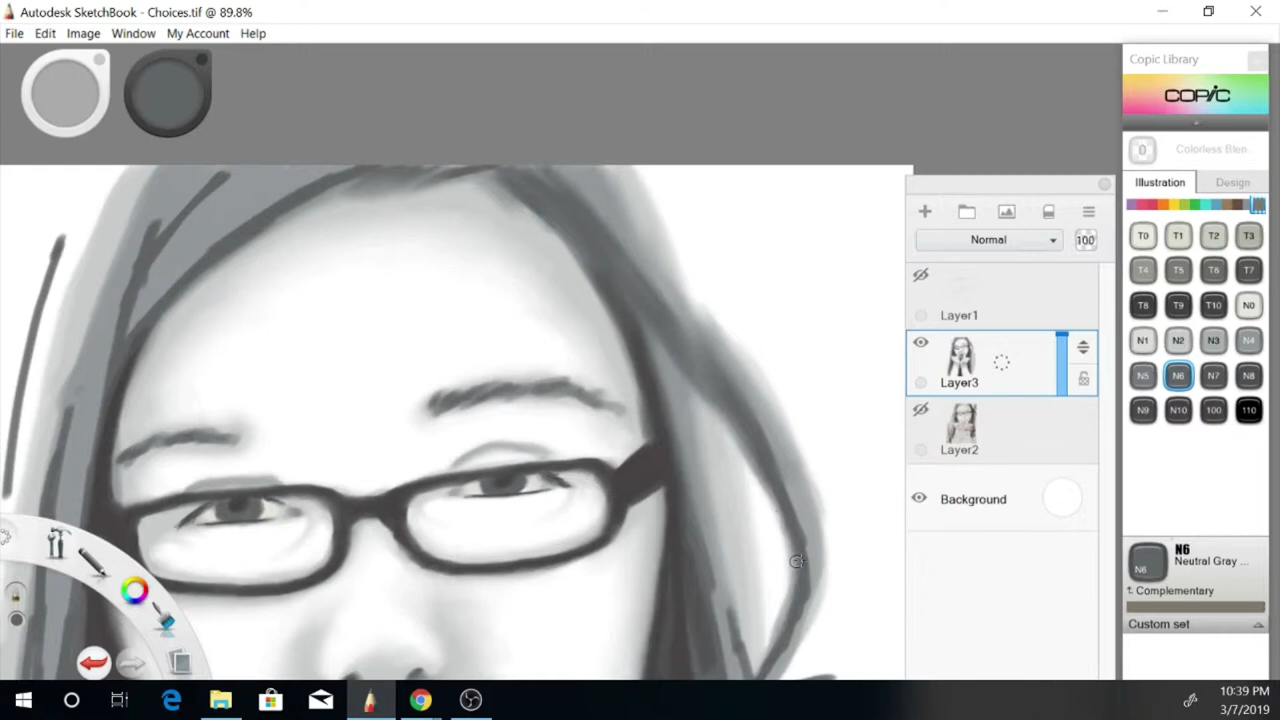 Autodesk SketchBook - Choices.tif @ 89.8%
File Edit Image Window My Account Help
Copic Library
COPIC
0 Colorless Blen...
Illustration Design
T0 T1 T2 T3
T4 T5 T6 T7
T8 T9 T10 N0
N1 N2 N3 N4
N5 N6 N7 N8
N9 N10 100 110
N6
N6
Neutral Gray ...
Complementary
Custom set
Normal 100
Layer1
Layer3
Layer2
Background
10:39 PM
3/7/2019